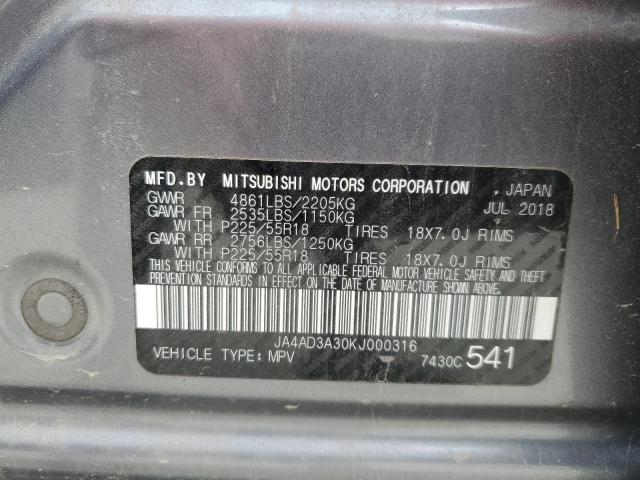 MFD.BY MITSUBISHI MOTORS CORPORATION , JAPAN
GVWR 4861LBS/2205KG JUL 2018
GAWR FR 2535LBS/1150KG
WITH P225/55R18 TIRES 18X7.0J RIMS
GAWR RR 2756LBS/1250KG
WITH P225/55R18 TIRES 18X7.0J RIMS
THIS VEHICLE CONFORMS TO ALL APPLICABLE FEDERAL MOTOR VEHICLE SAFETY AND THEFT
PREVENTION STANDARDS IN EFFECT ON THE DATE OF MANUFACTURE SHOWN ABOVE.
JA4AD3A30KJ000316
VEHICLE TYPE: MPV 7430C 541